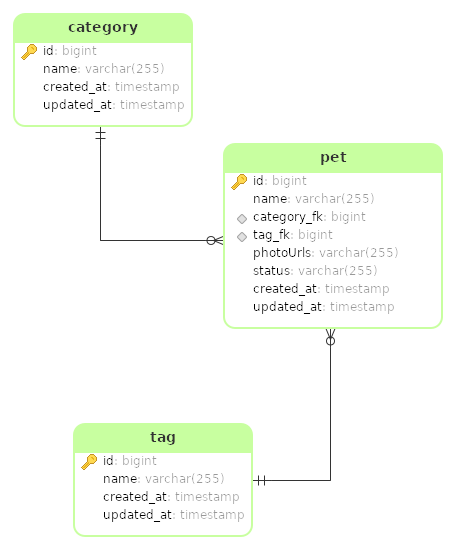 category
id: bigint
name: varchar(255)
created_at: timestamp
updated_at: timestamp
pet
id: bigint
name: varchar(255)
category_fk: bigint
tag_fk: bigint
photoUrls: varchar(255)
status: varchar(255)
created_at: timestamp
updated_at: timestamp
tag
id: bigint
name: varchar(255)
created_at: timestamp
updated_at: timestamp